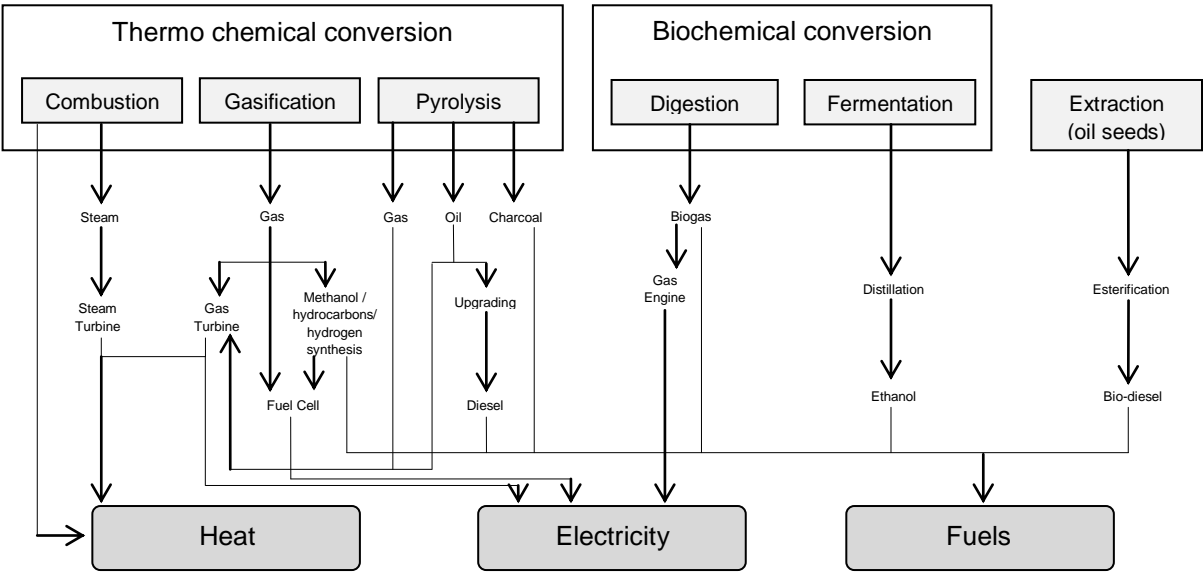 Thermo chemical conversion
Biochemical conversion
Combustion
Gasification
Pyrolysis
Digestion
Fermentation
Extraction
(oil seeds)
Steam
Gas
Gas
Oil
Charcoal
Biogas
Steam
Turbine
Gas
Turbine
Methanol /
hydrocarbons/
hydrogen
synthesis
Upgrading
Gas
Engine
Distillation
Esterification
Fuel Cell
Diesel
Ethanol
Bio-diesel
Heat
Electricity
Fuels